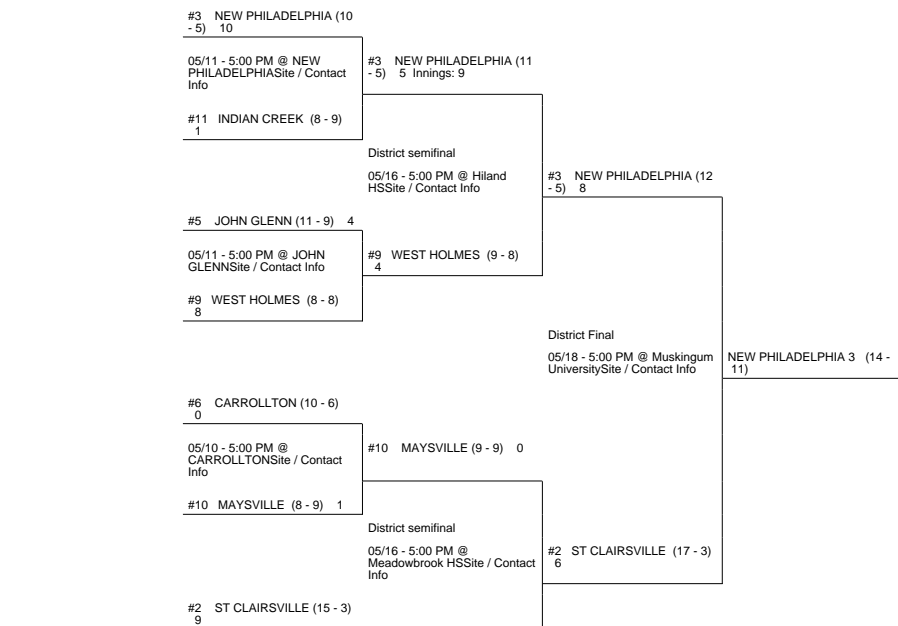 #3 NEW PHILADELPHIA (10
- 5) 10
05/11 - 5:00 PM @ NEW
PHILADELPHIASite / Contact
Info
#11 INDIAN CREEK (8 - 9)
1
#3 NEW PHILADELPHIA (11
- 5) 5 Innings: 9
District semifinal
05/16 - 5:00 PM @ Hiland
HSSite / Contact Info
#3 NEW PHILADELPHIA (12
- 5) 8
#5 JOHN GLENN (11 - 9) 4
05/11 - 5:00 PM @ JOHN
GLENNSite / Contact Info
#9 WEST HOLMES (8 - 8)
8
#9 WEST HOLMES (9 - 8)
4
District Final
05/18 - 5:00 PM @ Muskingum
UniversitySite / Contact Info
NEW PHILADELPHIA 3 (14 -
11)
#6 CARROLLTON (10 - 6)
0
05/10 - 5:00 PM @
CARROLLTONSite / Contact
Info
#10 MAYSVILLE (8 - 9) 1
#10 MAYSVILLE (9 - 9) 0
District semifinal
05/16 - 5:00 PM @
Meadowbrook HSSite / Contact
Info
#2 ST CLAIRSVILLE (17 - 3)
6
#2 ST CLAIRSVILLE (15 - 3)
9